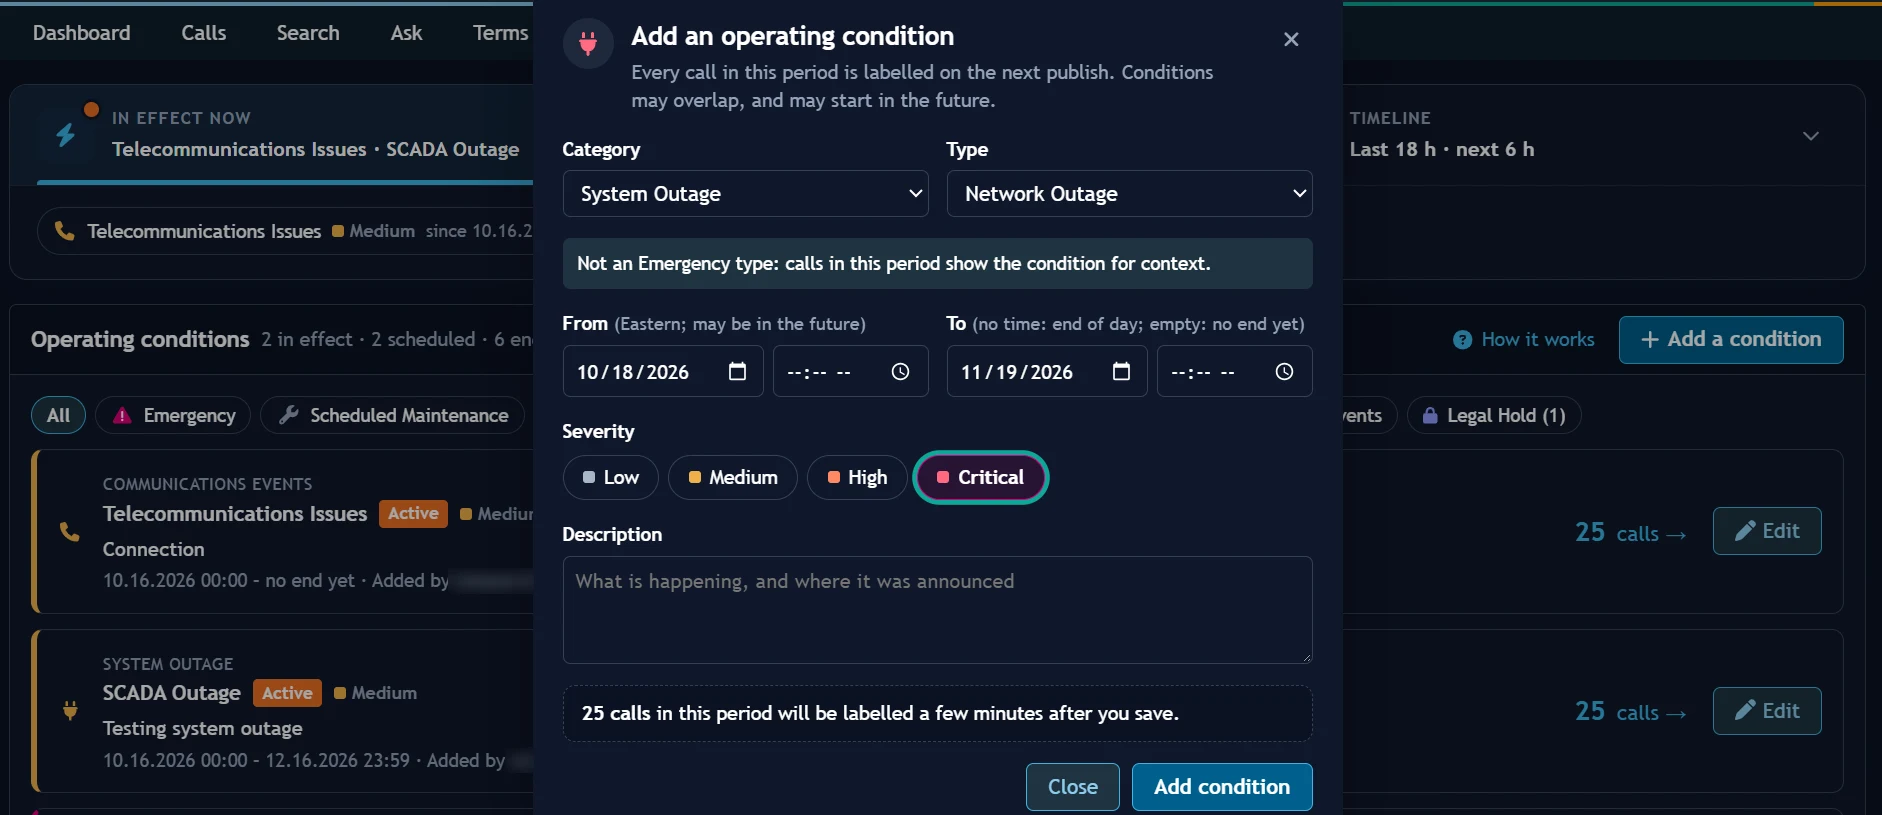 Dashboard
Calls
Search
Ask
Terms
IN EFFECT NOW
Telecommunications Issues · SCADA Outage
Telecommunications Issues Medium since 10.16.2
TIMELINE
Last 18 h · next 6 h
Operating conditions 2 in effect · 2 scheduled · 6 en
How it works
+ Add a condition
All
Emergency
Scheduled Maintenance
Legal Hold (1)
COMMUNICATIONS EVENTS
Telecommunications Issues Active
Connection
10.16.2026 00:00 – no end yet · Added by
25 calls →
Edit
SYSTEM OUTAGE
SCADA Outage Active Medium
Testing system outage
10.16.2026 00:00 – 12.16.2026 23:59 · Added by
25 calls →
Edit
Add an operating condition
Every call in this period is labelled on the next publish. Conditions
may overlap, and may start in the future.
Category
Type
System Outage
Network Outage
Not an Emergency type: calls in this period show the condition for context.
From (Eastern; may be in the future)
To (no time: end of day; empty: no end yet)
10/18/2026
--:-- --
11/19/2026
--:-- --
Severity
Low
Medium
High
Critical
Description
What is happening, and where it was announced
25 calls in this period will be labelled a few minutes after you save.
Close
Add condition